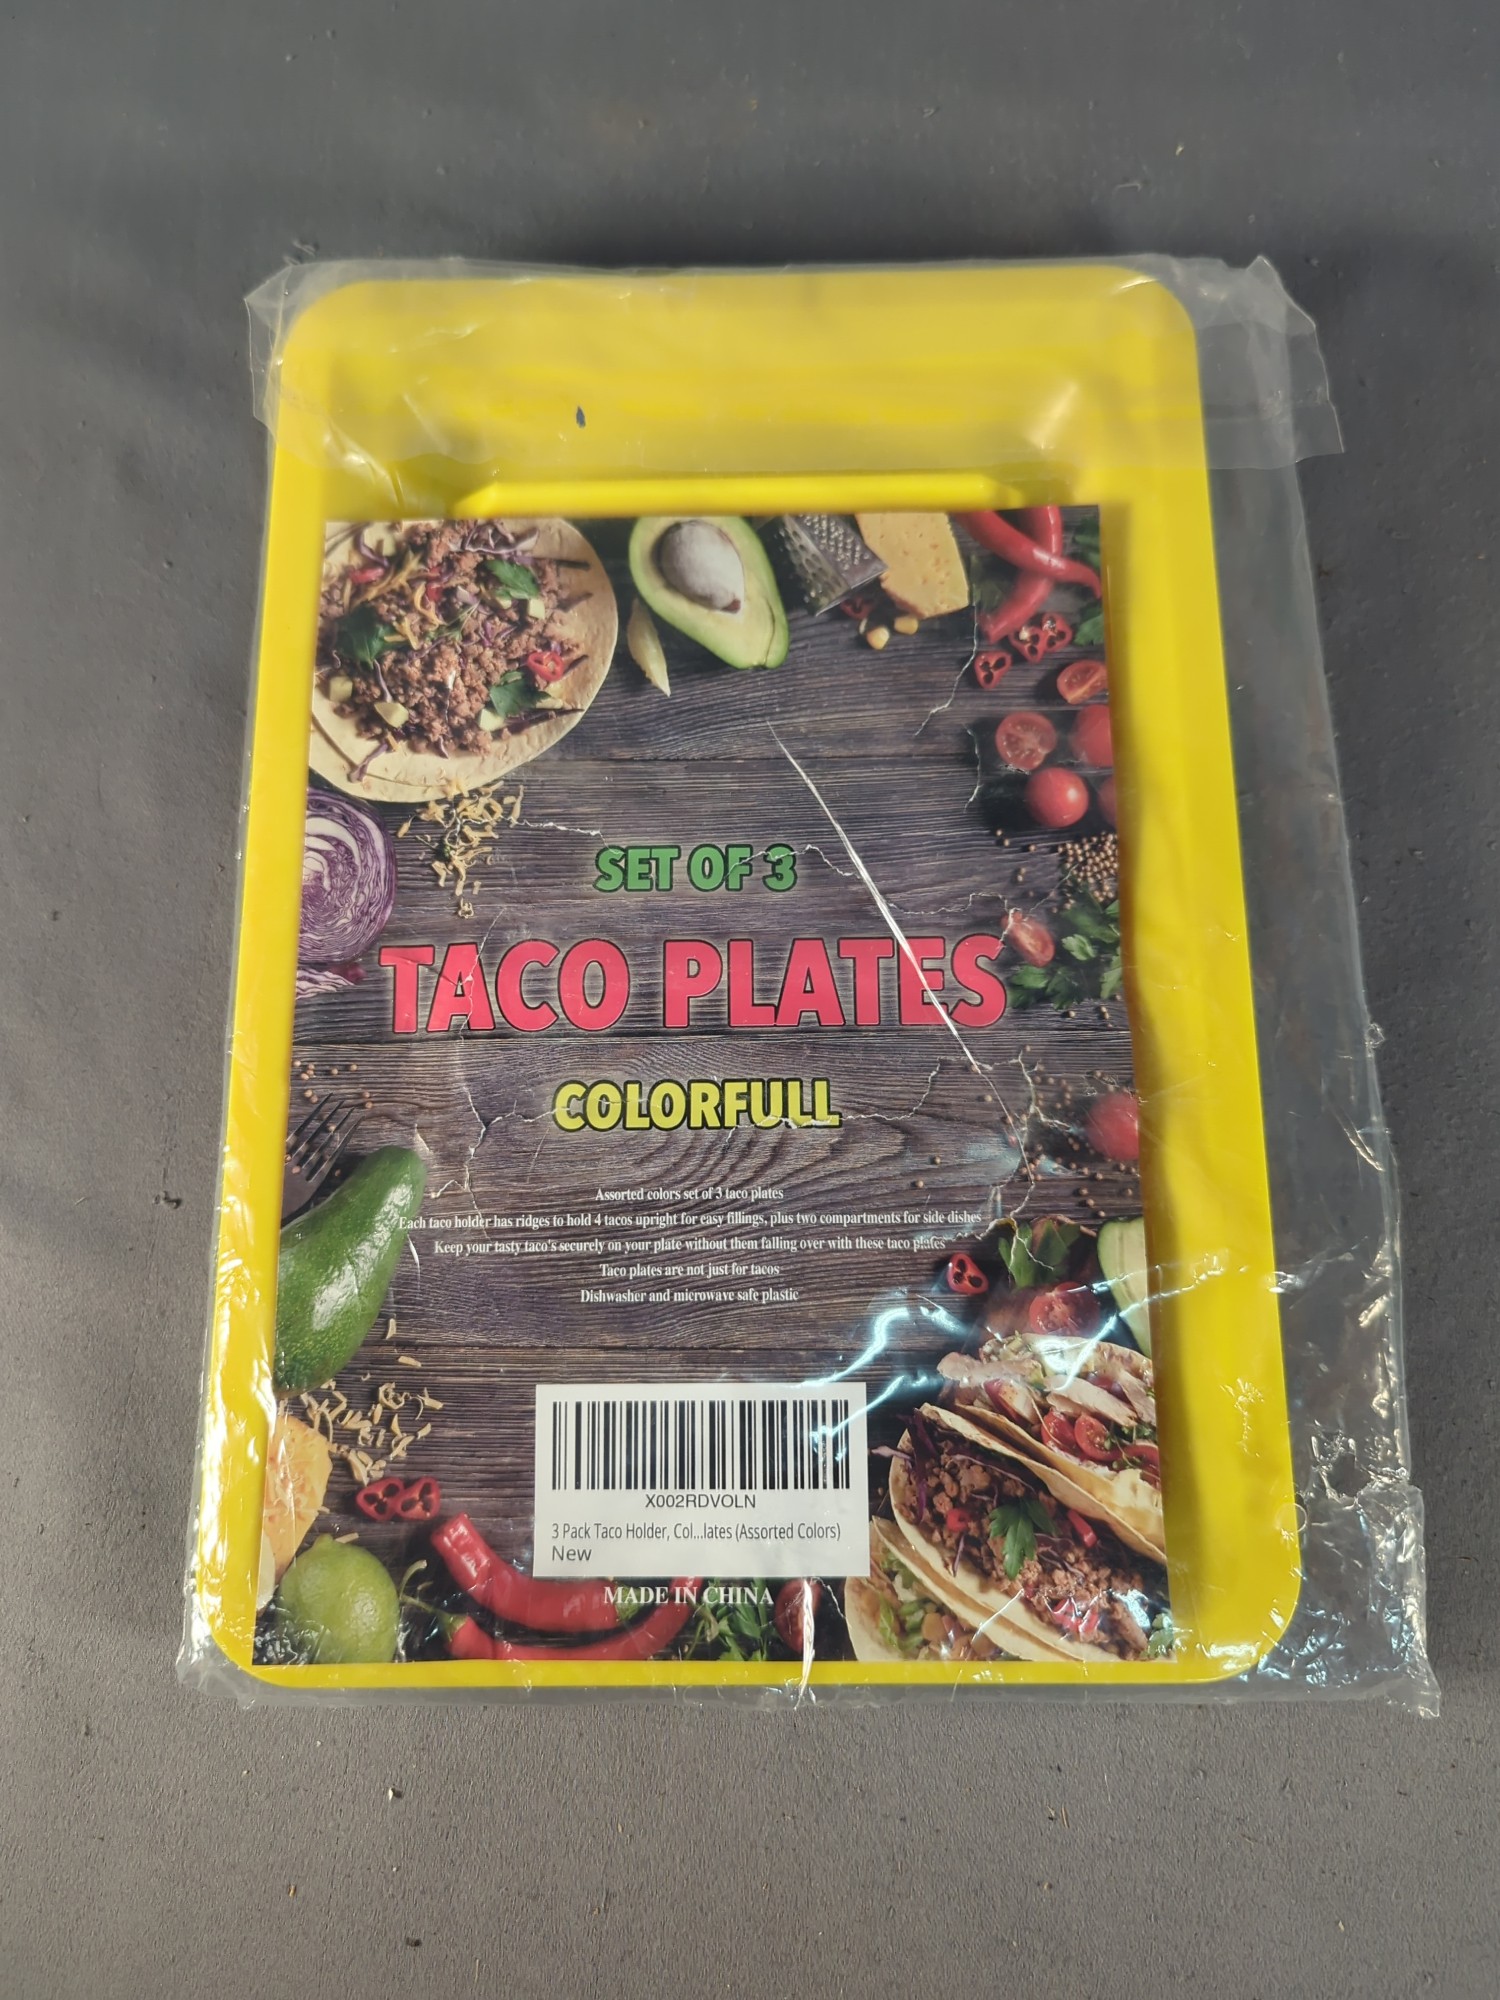 SET OF 3
TACO PLATES
COLORFULL
Assorted colors set of 3 taco plates
Each taco holder has ridges to hold 4 tacos upright for easy fillings, plus two compartments for side dishes
Keep your tasty taco's securely on your plate without them falling over with these taco plates
Taco plates are not just for tacos
Dishwasher and microwave safe plastic
X002RDVOLN
3 Pack Taco Holder, Col...lates (Assorted Colors)
New
MADE IN CHINA